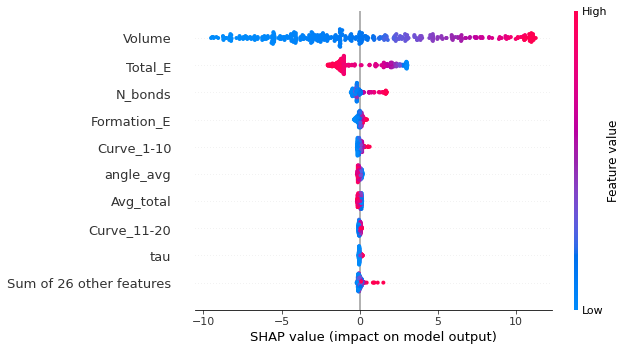 High
Volume
Total_E
N_bonds
Formation_E
Curve_1-10
angle_avg
Avg_total
Curve_11-20
tau
Sum of 26 other features
Feature value
Low
−10 −5 0 5 10
SHAP value (impact on model output)